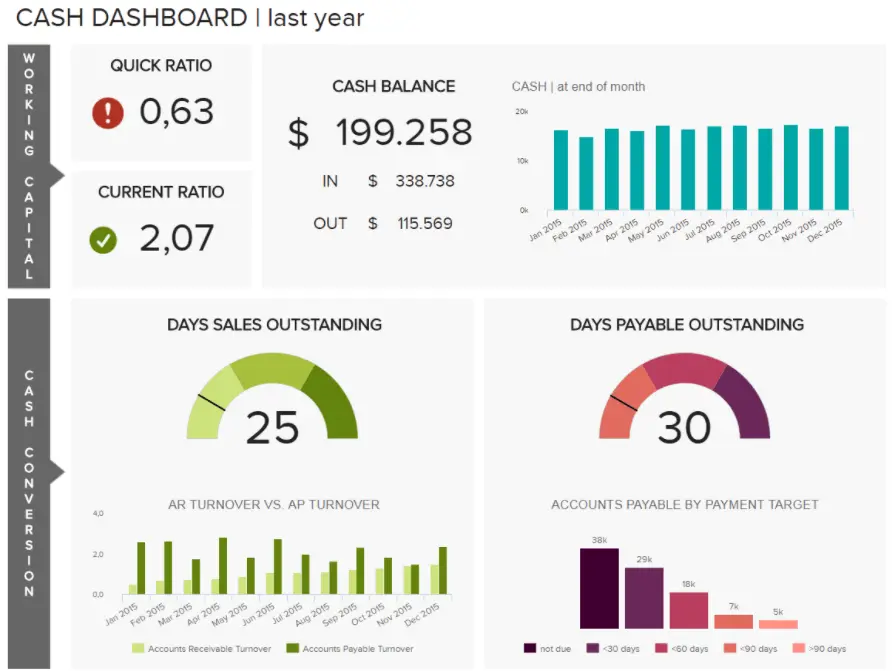 CASH DASHBOARD | last year
WORKING CAPITAL
QUICK RATIO
0,63
CURRENT RATIO
2,07
CASH BALANCE
$ 199.258
IN $ 338.738
OUT $ 115.569
CASH | at end of month
20k
10k
0k
Jan 2015 Feb 2015 Mar 2015 Apr 2015 May 2015 Jun 2015 Jul 2015 Aug 2015 Sep 2015 Oct 2015 Nov 2015 Dec 2015
CASH CONVERSION
DAYS SALES OUTSTANDING
25
AR TURNOVER VS. AP TURNOVER
4,0
2,0
0,0
Jan 2015 Feb 2015 Mar 2015 Apr 2015 May 2015 Jun 2015 Jul 2015 Aug 2015 Sep 2015 Oct 2015 Nov 2015 Dec 2015
Accounts Receivable Turnover Accounts Payable Turnover
DAYS PAYABLE OUTSTANDING
30
ACCOUNTS PAYABLE BY PAYMENT TARGET
38k
29k
18k
7k
5k
not due <30 days <60 days <90 days >90 days